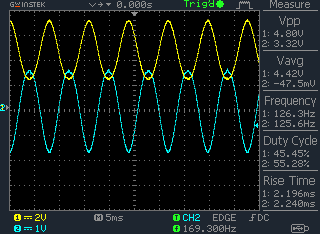 GWINSTEK 0.000s Trig'd Measure
Vpp
1: 4.80V
2: 3.32V
Vavg
1: 4.42V
2: -47.5mV
Frequency
1: 126.3Hz
2: 125.6Hz
Duty Cycle
1: 45.45%
2: 55.28%
Rise Time
1: 2.196ms
2: 2.240ms
1 2V M 5ms T CH2 EDGE DC
2 1V F 169.300Hz